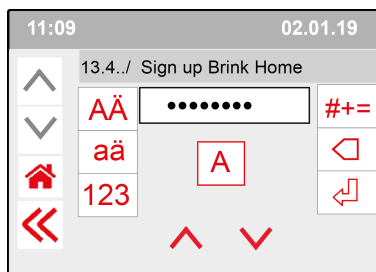 11:09 02.01.19
13.4../ Sign up Brink Home
AÄ •••••••• #+=
aä A
123